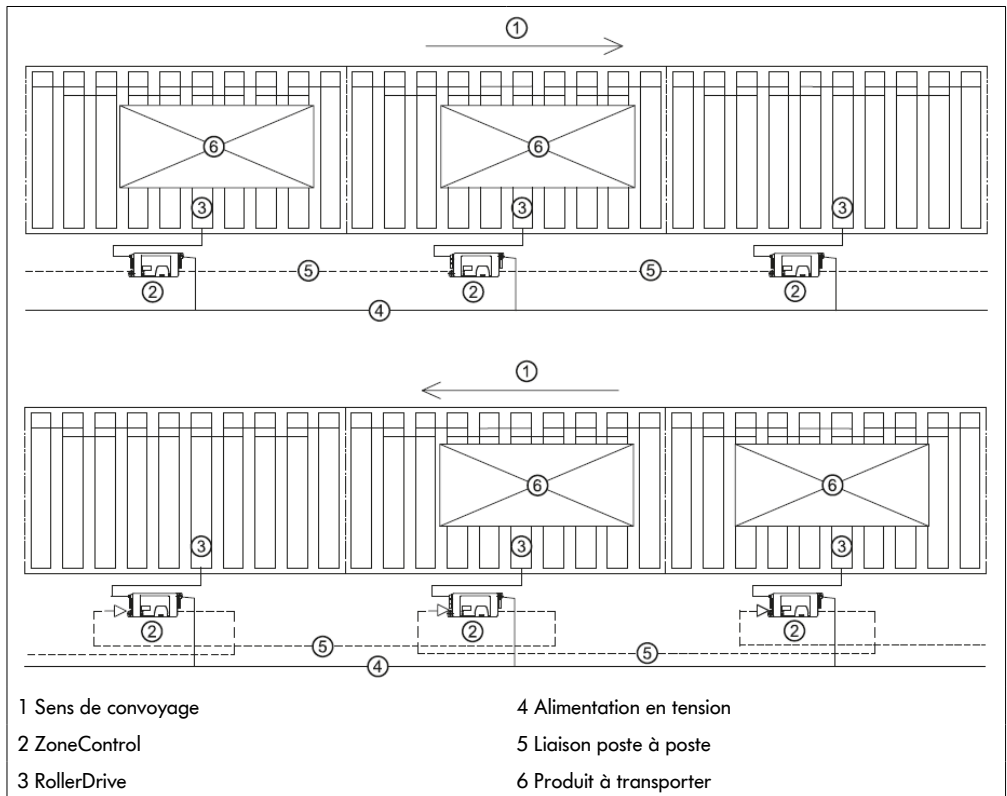 ①
⑥ ⑥
③ ③ ③
⑤ ⑤
② ② ②
④
①
⑥ ⑥
③ ③ ③
② ② ②
⑤ ⑤
④
1 Sens de convoyage
2 ZoneControl
3 RollerDrive
4 Alimentation en tension
5 Liaison poste à poste
6 Produit à transporter